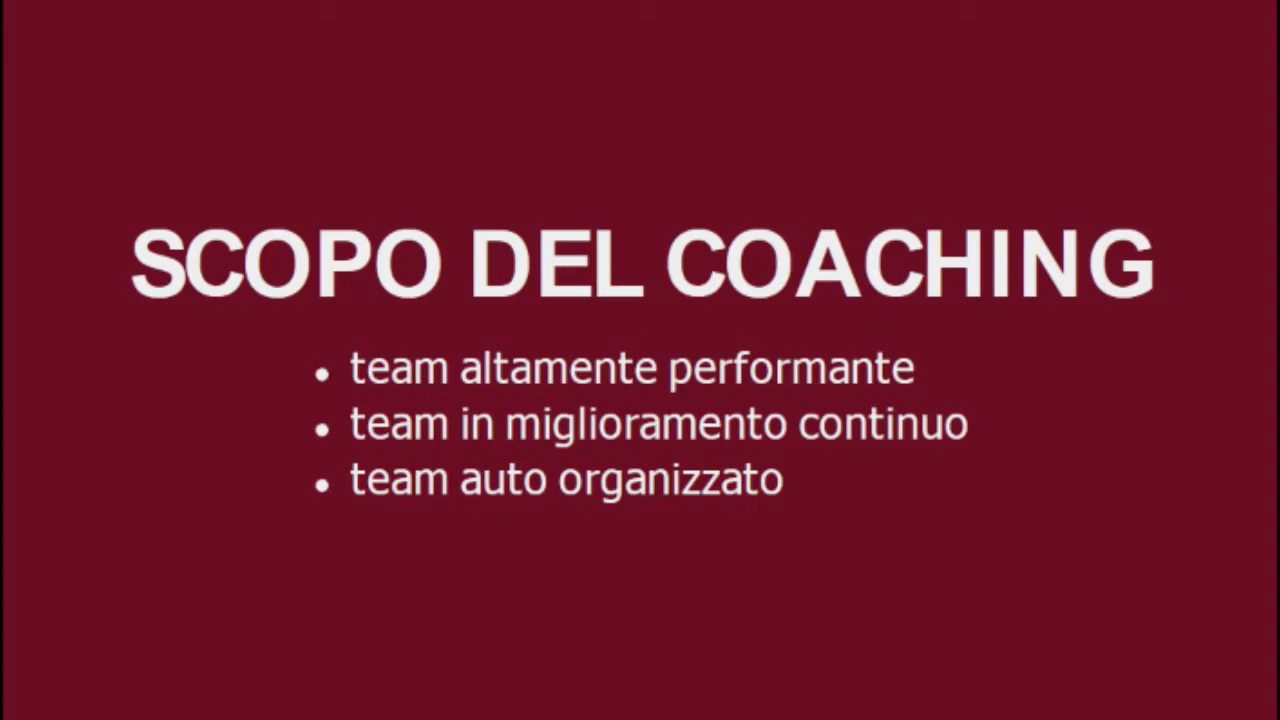 SCOPO DEL COACHING
• team altamente performante
• team in miglioramento continuo
• team auto organizzato